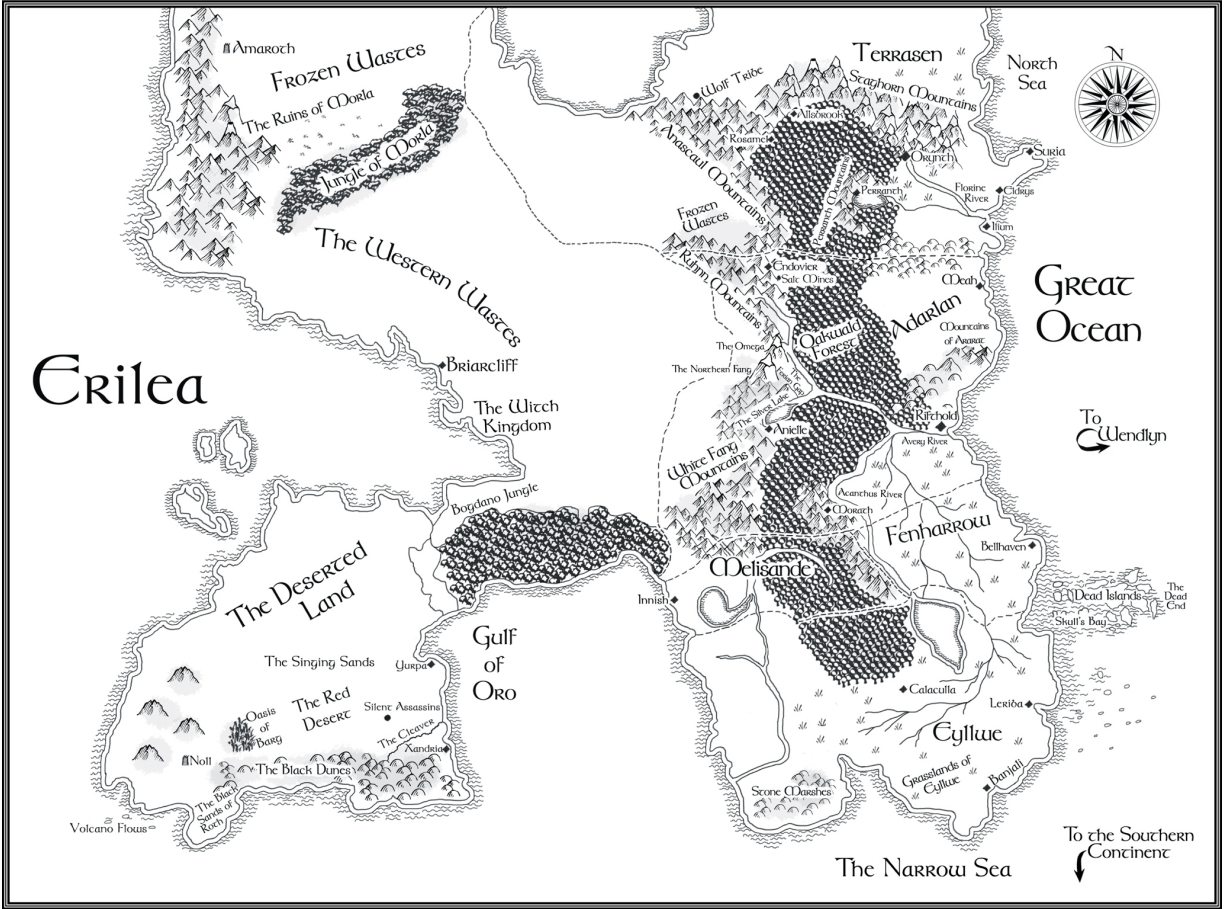 Amaroth
Frozen Wastes
The Ruins of Morla
Jungle of Morla
The Western Wastes
Wolf Tribe
Terrasen
Staghorn Mountains
North
Sea
N
Allsbrook
Rosamel
Anascaul Mountains
Orynth
Suria
Perranth Mountains
Perranth
Florine
River
Eldrys
Ilium
Frozen
Wastes
Ruhnn Mountains
Endovier
Salt Mines
Meah
Great
Ocean
Adarlan
Oakwald
Forest
Mountains
of Ararat
The Omega
The Northern Fang
The Silver Lake
Anielle
Rifthold
Avery River
Erilea
Briarcliff
The Witch
Kingdom
To
Wendlyn
White Fang
Mountains
Acanthus River
Morath
Fenharrow
Bellhaven
Bogdano Jungle
The Deserted
Land
Melisande
Innish
Dead Islands
The
Dead
End
Skull's Bay
Gulf
of
Oro
The Singing Sands
Yurpa
The Red
Desert
Silent Assassins
Oasis
of
Barg
The Cleaver
Xandria
Noll
The Black Dunes
The Black
Sands of
Roth
Volcano Flows
Calaculla
Leriba
Eyllwe
Grasslands of
Eyllwe
Banjali
Stone Marshes
The Narrow Sea
To the Southern
Continent